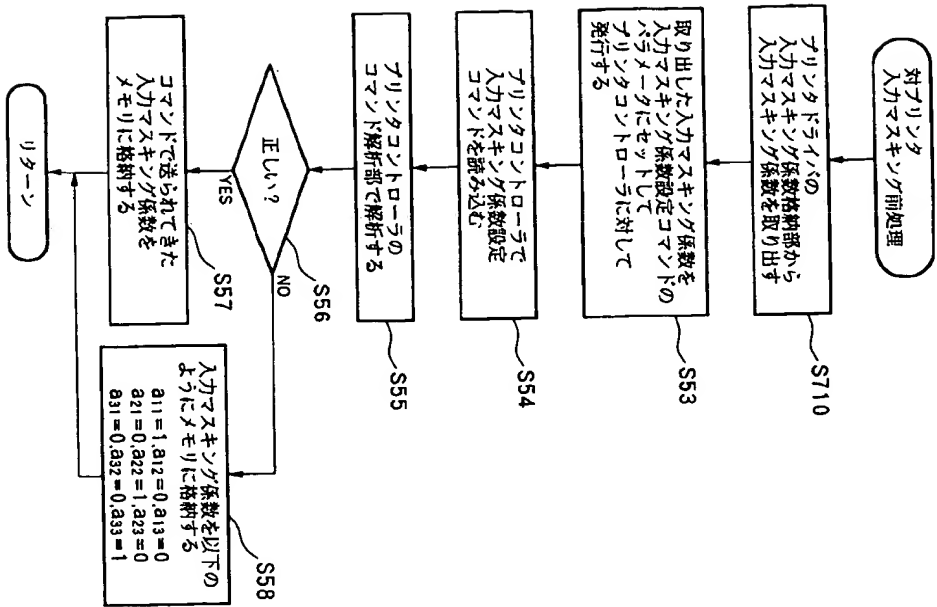 対プリンタ
入力マスキング前処理
プリンタドライバの
入力マスキング係数格納部から
入力マスキング係数を取り出す
S710
取り出した入力マスキング係数を
入力マスキング係数設定コマンドの
パラメータにセットして
プリンタコントローラに対して
発行する
S53
プリンタコントローラで
入力マスキング係数設定
コマンドを読み込む
S54
プリンタコントローラの
コマンド解析部で解析する
S55
正しい?
S56
YES
NO
コマンドで送られてきた
入力マスキング係数を
メモリに格納する
S57
入力マスキング係数を以下の
ようにメモリに格納する
a11=1,a12=0,a13=0
a21=0,a22=1,a23=0
a31=0,a32=0,a33=1
S58
リターン